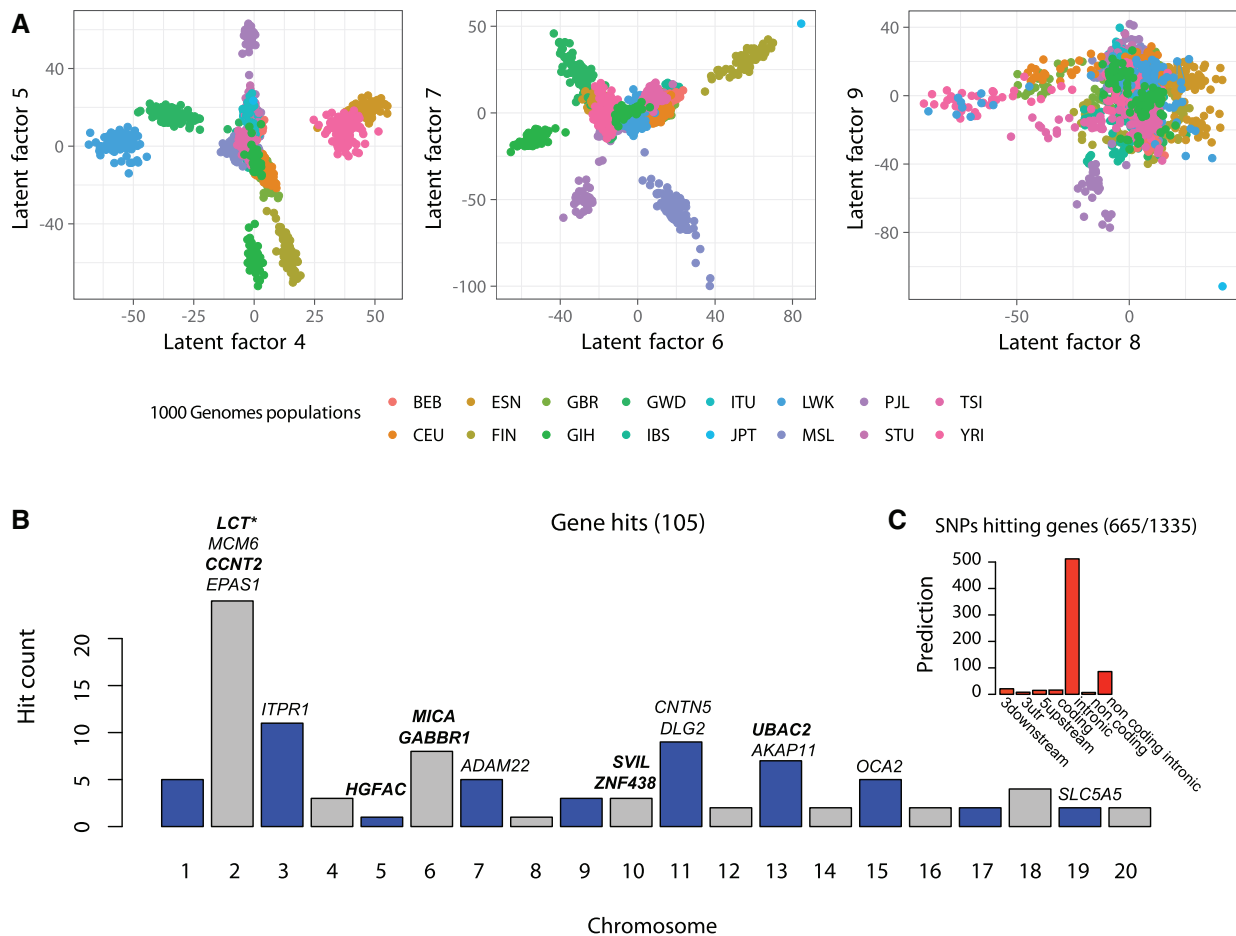 A
40
0
-40
Latent factor 5
-50
-25
0
25
50
Latent factor 4
50
0
-50
-100
Latent factor 7
-40
0
40
80
Latent factor 6
40
0
-40
-80
Latent factor 9
-50
0
Latent factor 8
1000 Genomes populations
BEB ESN GBR GWD ITU LWK PJL TSI
CEU FIN GIH IBS JPT MSL STU YRI
B
Gene hits (105)
LCT*
MCM6
CCNT2
EPAS1
ITPR1
HGFAC
MICA
GABBR1
ADAM22
SVIL
ZNF438
CNTN5
DLG2
UBAC2
AKAP11
OCA2
SLC5A5
Hit count
20
15
10
5
0
1 2 3 4 5 6 7 8 9 10 11 12 13 14 15 16 17 18 19 20
Chromosome
C
SNPs hitting genes (665/1335)
Prediction
500
400
300
200
100
0
3downstream
3utr
5upstream
coding
intronic
non coding
non coding intronic